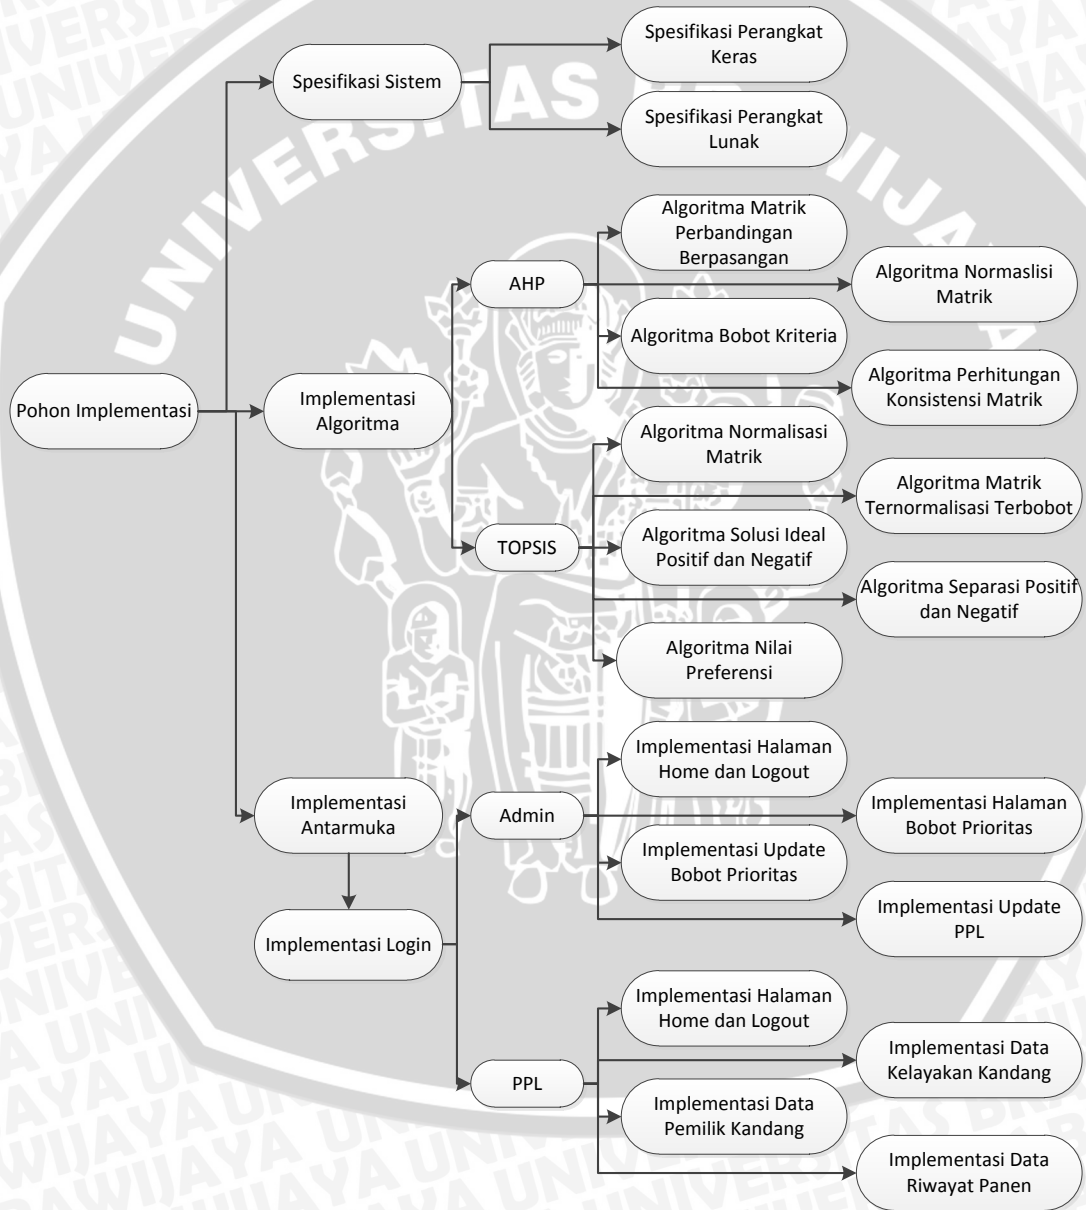 Spesifikasi Perangkat
Keras
Spesifikasi Sistem
Spesifikasi Perangkat
Lunak
UNIVERSITAS BRAWIJAYA
Algoritma Matrik
Perbandingan
Berpasangan
AHP
Algoritma Normaslisi
Matrik
Algoritma Bobot Kriteria
Algoritma Perhitungan
Konsistensi Matrik
Pohon Implementasi
Implementasi
Algoritma
Algoritma Normalisasi
Matrik
Algoritma Matrik
Ternormalisasi Terbobot
TOPSIS
Algoritma Solusi Ideal
Positif dan Negatif
Algoritma Separasi Positif
dan Negatif
Algoritma Nilai
Preferensi
Implementasi Halaman
Home dan Logout
Implementasi
Antarmuka
Admin
Implementasi Halaman
Bobot Prioritas
Implementasi Update
Bobot Prioritas
Implementasi Update
PPL
Implementasi Login
Implementasi Halaman
Home dan Logout
Implementasi Data
Kelayakan Kandang
PPL
Implementasi Data
Pemilik Kandang
Implementasi Data
Riwayat Panen